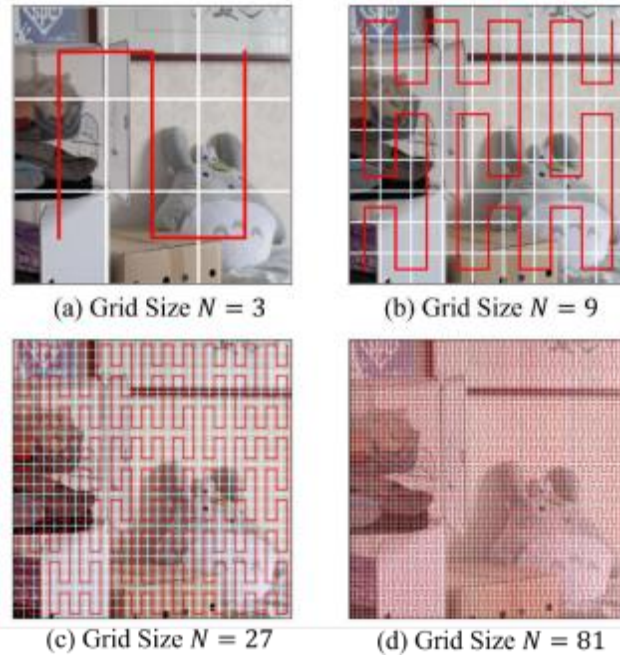 (a) Grid Size N = 3
(b) Grid Size N = 9
(c) Grid Size N = 27
(d) Grid Size N = 81